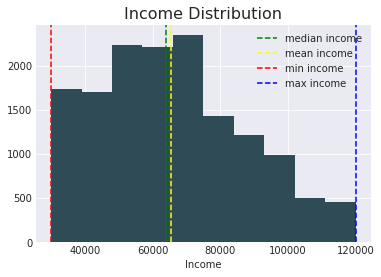 Income Distribution
median income
mean income
min income
max income
2000
1500
1000
500
0
40000 60000 80000 100000 120000
Income